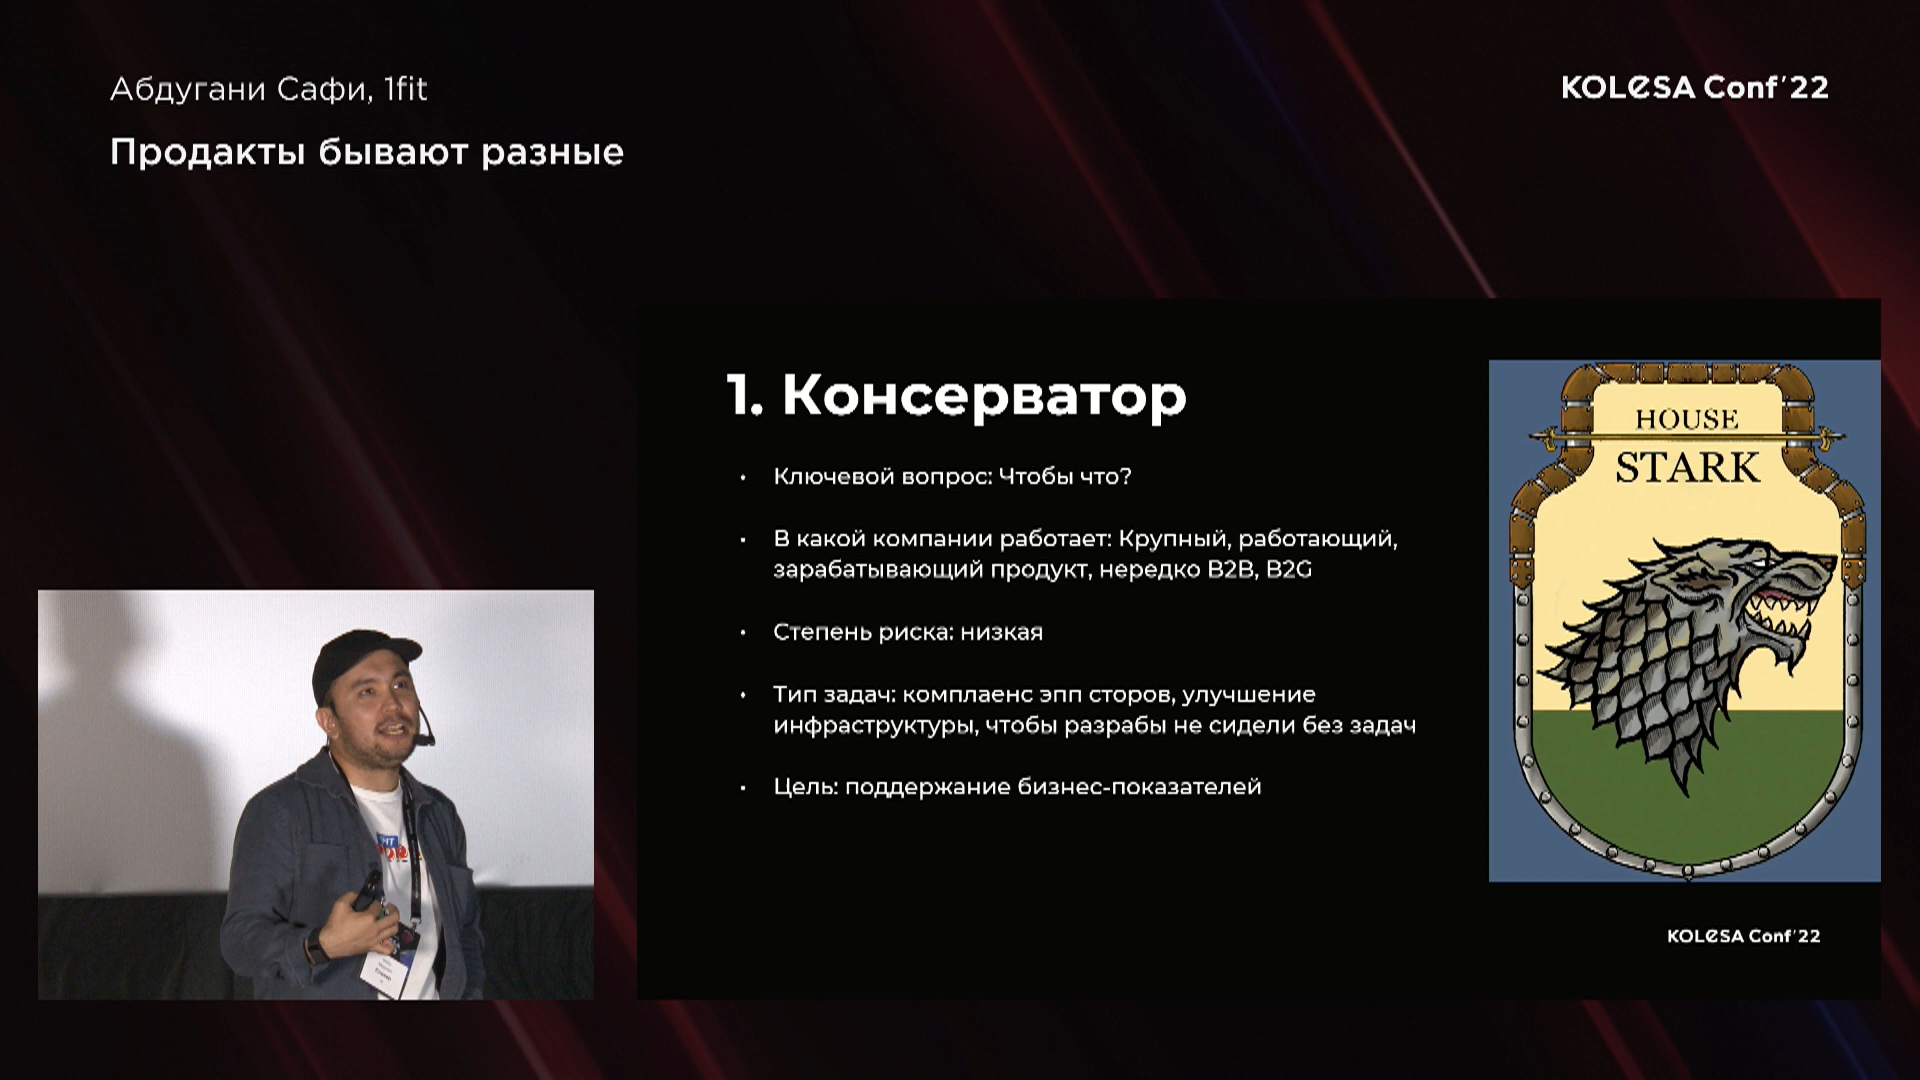 Абдугани Сафи, 1fit
Продакты бывают разные
KOLESA Conf'22
1. Консерватор
• Ключевой вопрос: Чтобы что?
• В какой компании работает: Крупный, работающий,
зарабатывающий продукт, нередко B2B, B2G
• Степень риска: низкая
• Тип задач: комплаенс эпп сторов, улучшение
инфраструктуры, чтобы разрабы не сидели без задач
• Цель: поддержание бизнес-показателей
HOUSE
STARK
KOLESA Conf'22